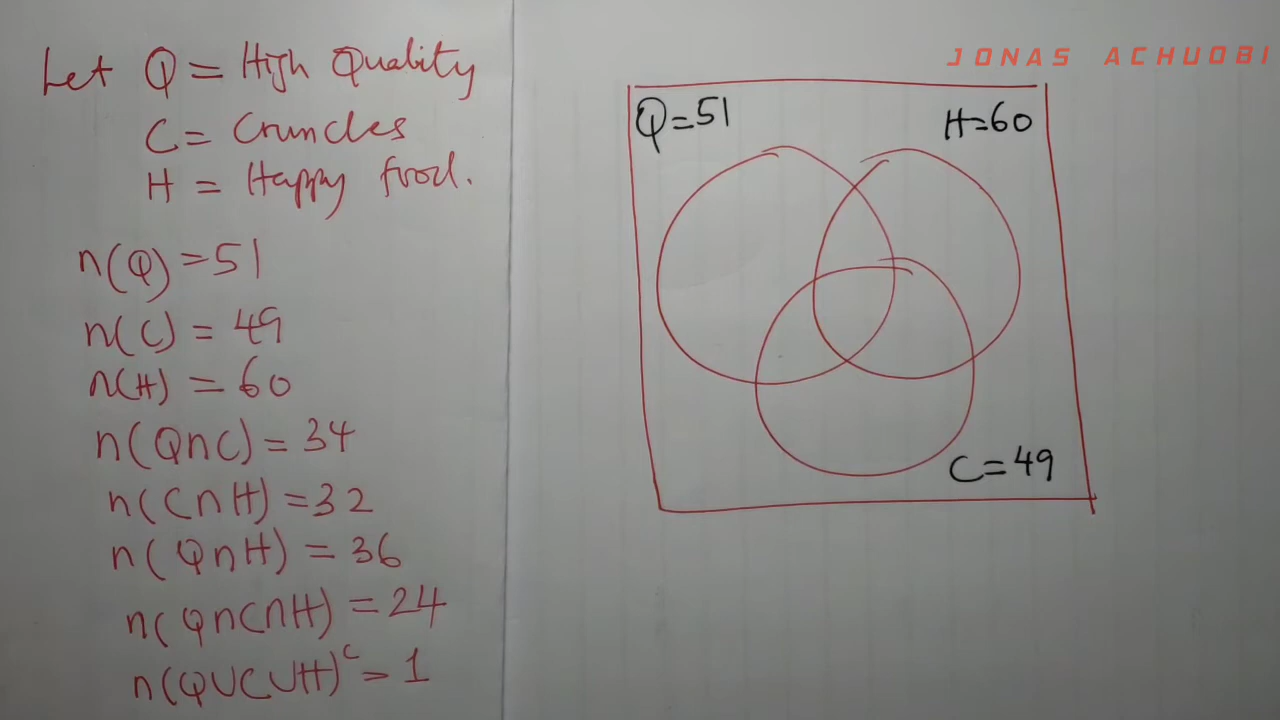 Let Q = High Quality
C = Cruncles
H = Happy food.
n(Q) = 51
n(C) = 49
n(H) = 60
n(Q∩C) = 34
n(C∩H) = 32
n(Q∩H) = 36
n(Q∩C∩H) = 24
n(Q∪C∪H)ᶜ = 1
JONAS ACHUOBI
Q=51
H=60
C=49